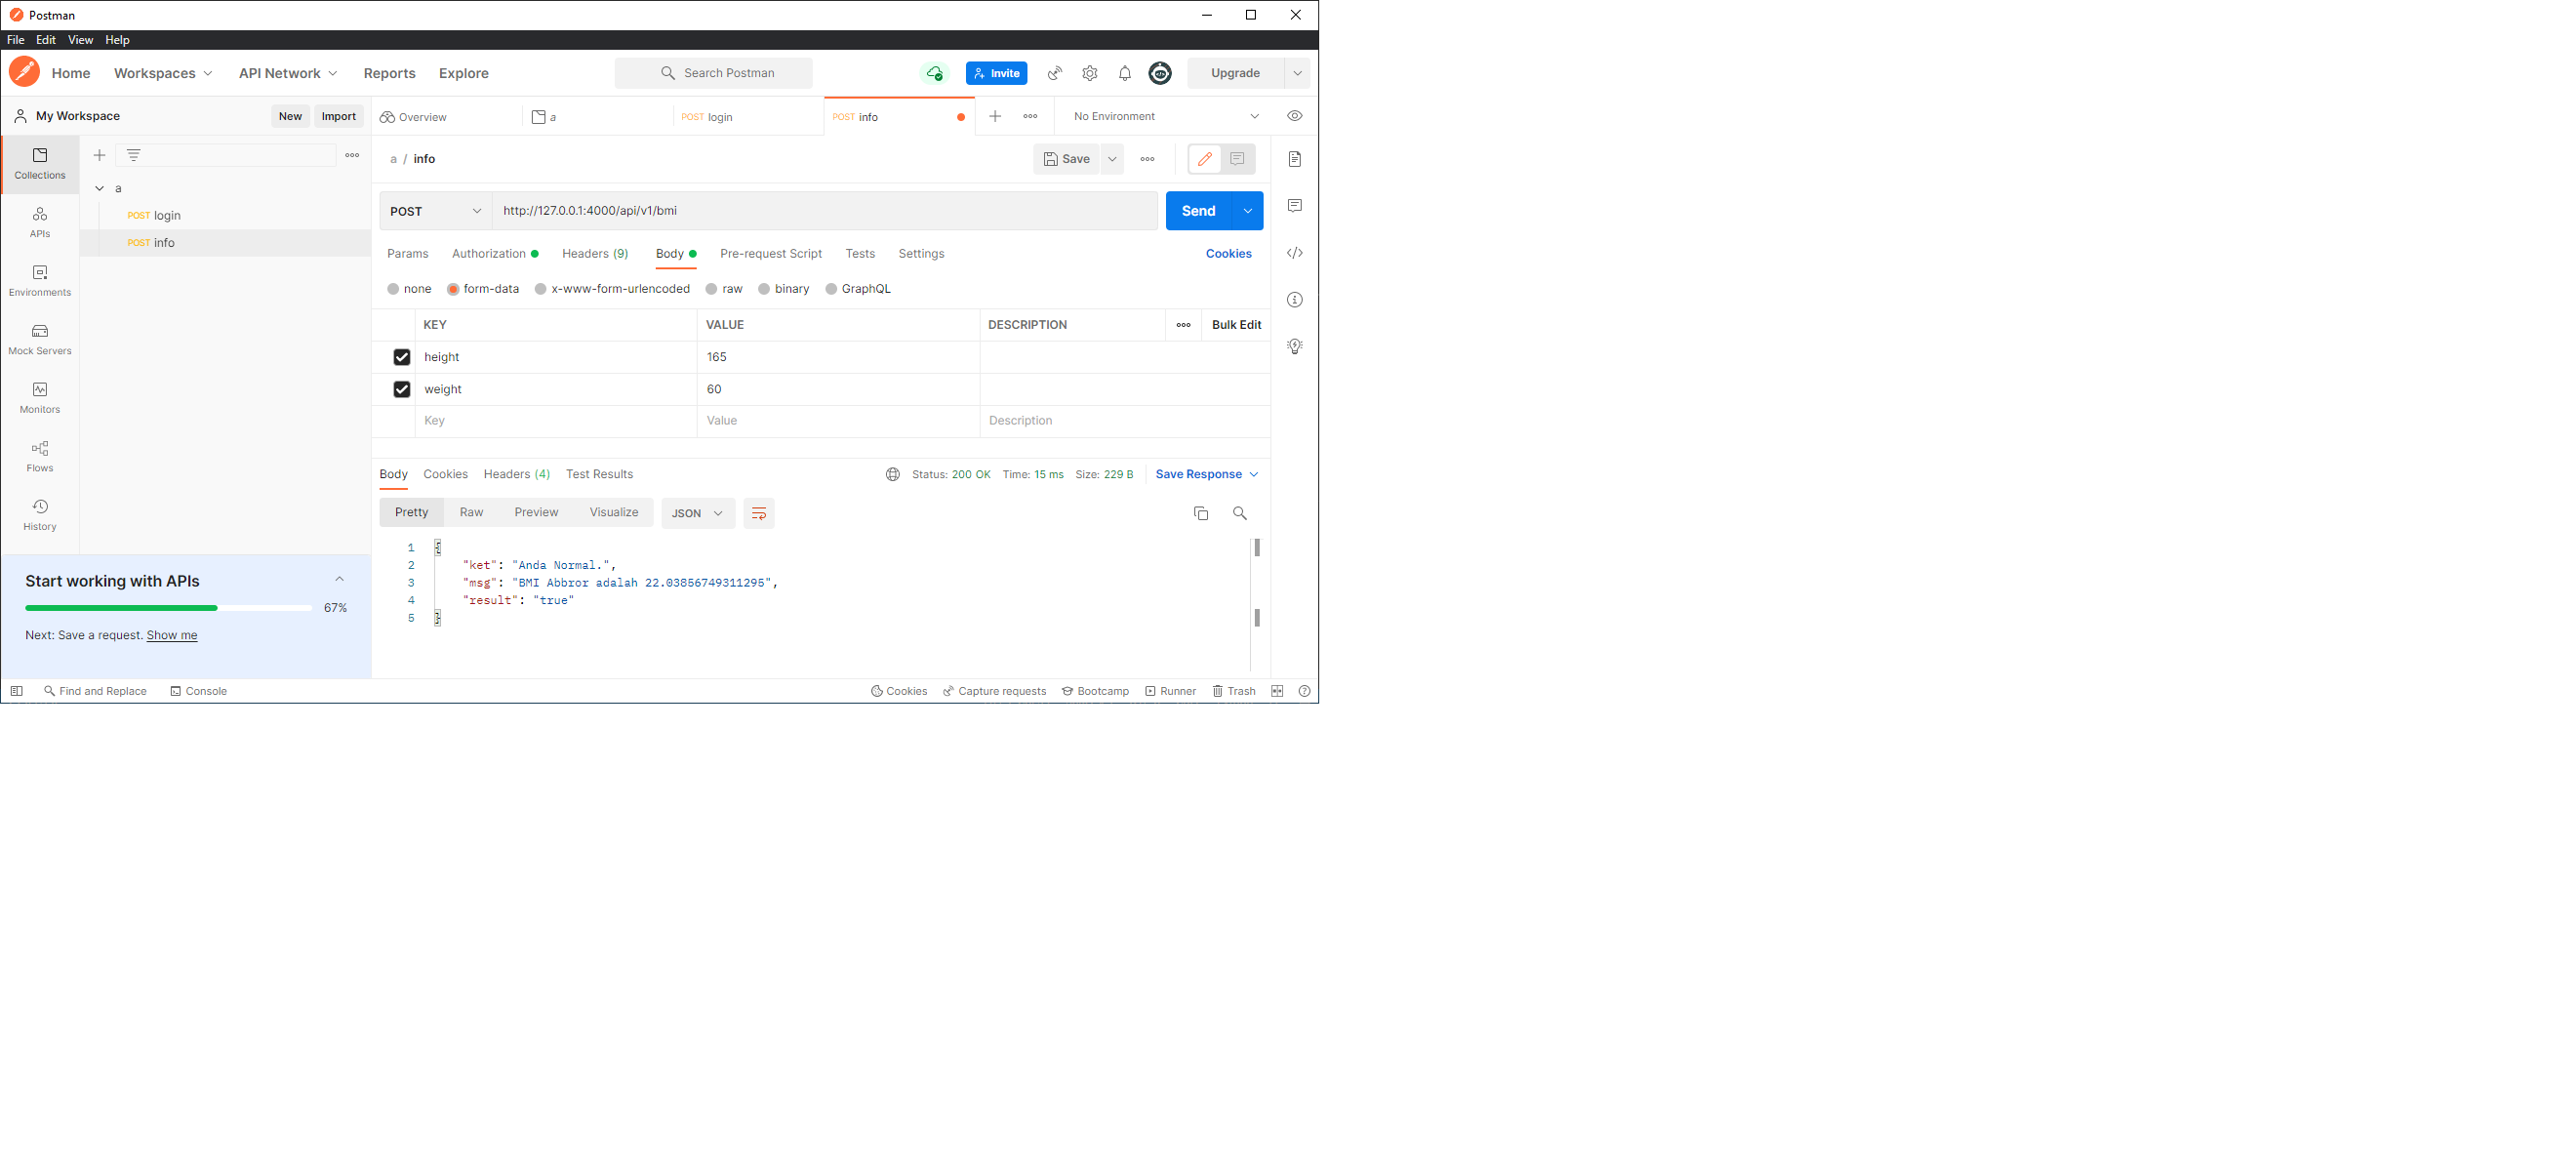 Postman
File Edit View Help
Home Workspaces API Network Reports Explore Search Postman Invite Upgrade
My Workspace New Import Overview a POST login POST info No Environment
Collections
APIs
Environments
Mock Servers
Monitors
Flows
History
a
POST login
POST info
a / info Save
POST http://127.0.0.1:4000/api/v1/bmi Send
Params Authorization Headers (9) Body Pre-request Script Tests Settings Cookies
none form-data x-www-form-urlencoded raw binary GraphQL
KEY VALUE DESCRIPTION Bulk Edit
height 165
weight 60
Key Value Description
Body Cookies Headers (4) Test Results Status: 200 OK Time: 15 ms Size: 229 B Save Response
Pretty Raw Preview Visualize JSON
1 {
2 "ket": "Anda Normal.",
3 "msg": "BMI Abbror adalah 22.03856749311295",
4 "result": "true"
5 }
Start working with APIs
67%
Next: Save a request. Show me
Find and Replace Console Cookies Capture requests Bootcamp Runner Trash